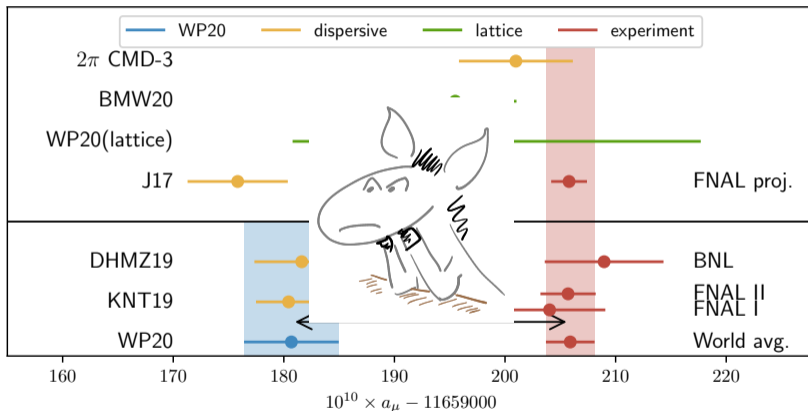 WP20 dispersive lattice experiment
2π CMD-3
BMW20
WP20(lattice)
J17 FNAL proj.
DHMZ19 BNL
KNT19 FNAL II
FNAL I
WP20 World avg.
160 170 180 190 200 210 220
10¹⁰ × aμ − 11659000